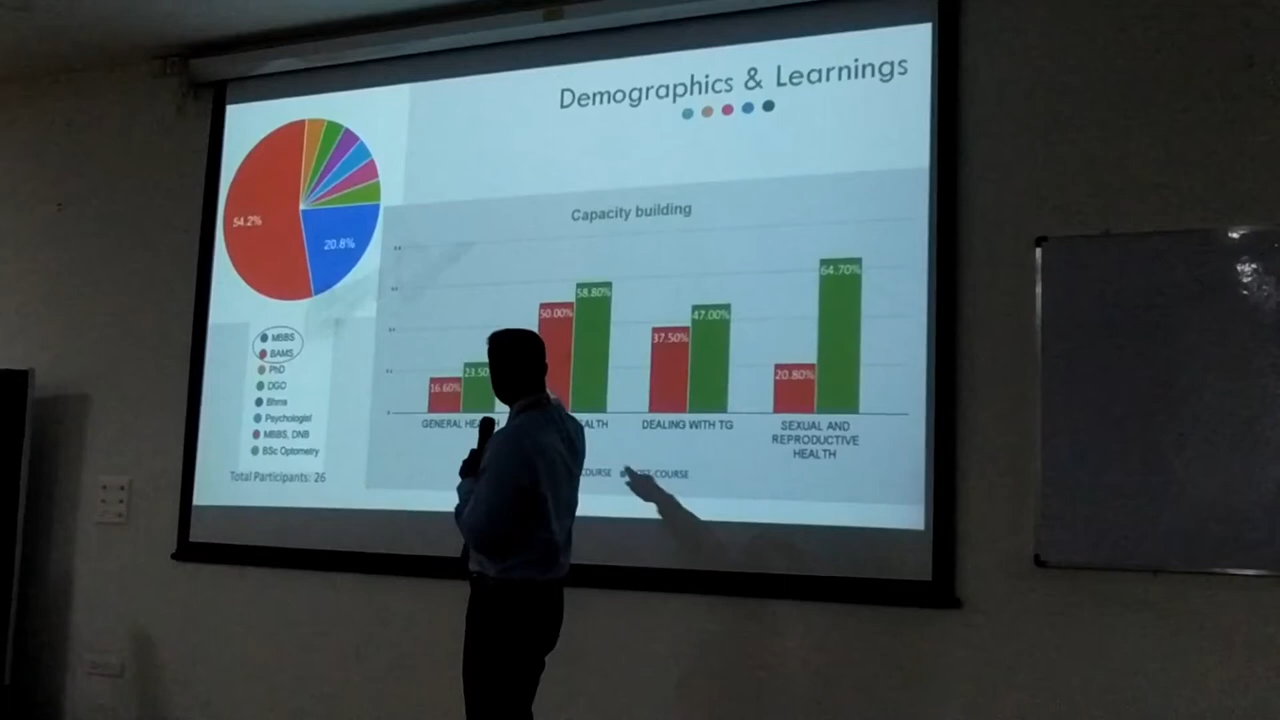 Demographics & Learnings
54.2%
20.8%
MBBS
BAMS
PhD
DGO
Bhms
Psychologist
MBBS, DNB
BSc Optometry
Total Participants: 26
Capacity building
16.60%
23.50
50.00%
58.80%
37.50%
47.00%
20.80%
64.70%
GENERAL
DEALING WITH TG
SEXUAL AND
REPRODUCTIVE
HEALTH
COURSE
COURSE